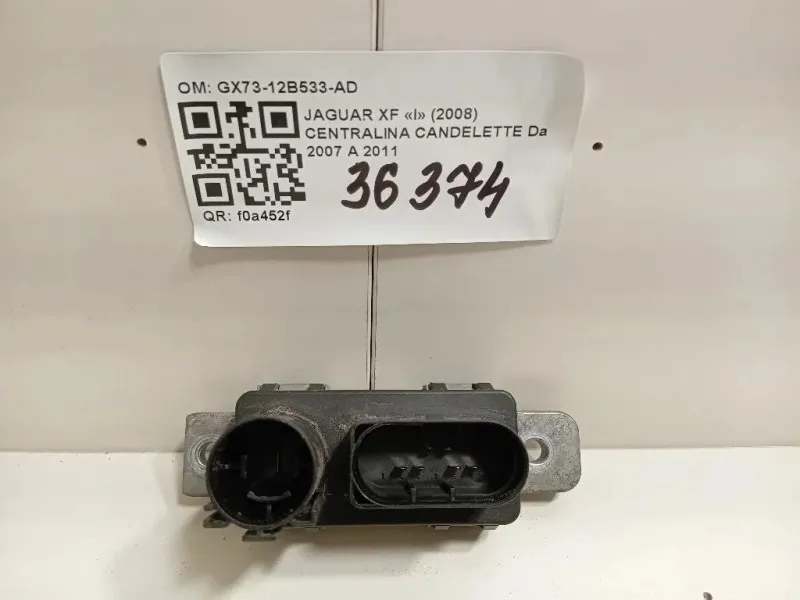 OM: GX73-12B533-AD
JAGUAR XF «I» (2008)
CENTRALINA CANDELETTE Da
2007 A 2011
36 374
QR: f0a452f